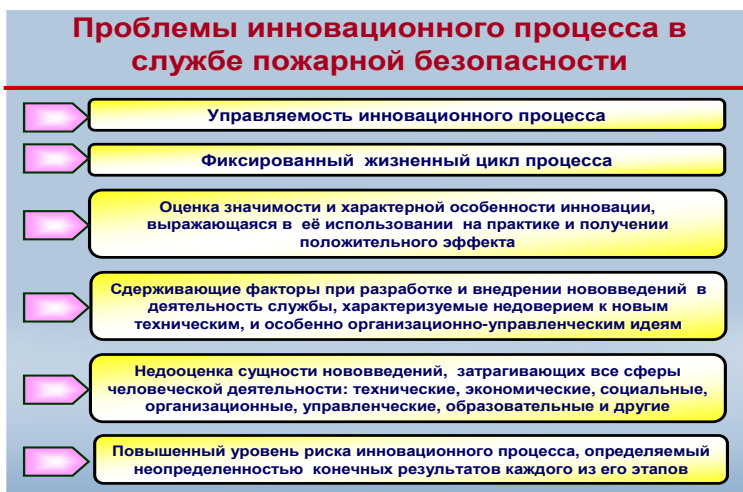 Проблемы инновационного процесса в
службе пожарной безопасности
Управляемость инновационного процесса
Фиксированный жизненный цикл процесса
Оценка значимости и характерной особенности инновации,
выражающаяся в её использовании на практике и получении
положительного эффекта
Сдерживающие факторы при разработке и внедрении нововведений в
деятельность службы, характеризуемые недоверием к новым
техническим, и особенно организационно-управленческим идеям
Недооценка сущности нововведений, затрагивающих все сферы
человеческой деятельности: технические, экономические, социальные,
организационные, управленческие, образовательные и другие
Повышенный уровень риска инновационного процесса, определяемый
неопределенностью конечных результатов каждого из его этапов